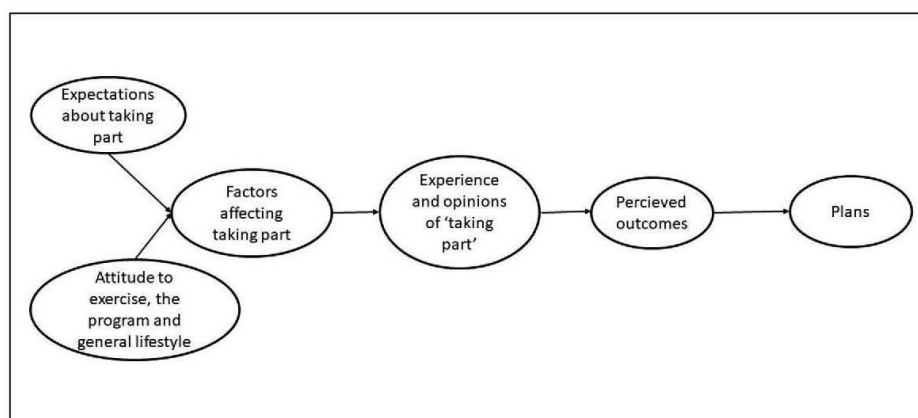 Expectations
about taking
part
Factors
affecting
taking part
Attitude to
exercise, the
program and
general lifestyle
Experience
and opinions
of ‘taking
part’
Percieved
outcomes
Plans